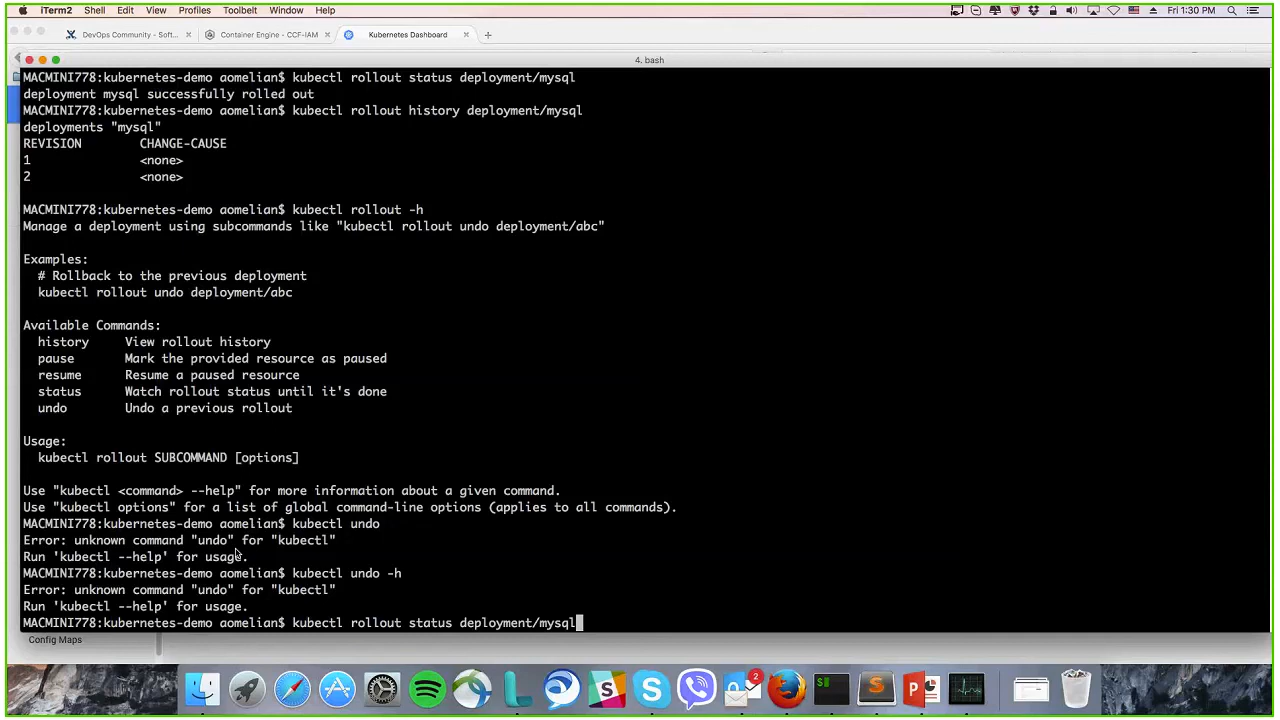 iTerm2 Shell Edit View Profiles Toolbelt Window Help Fri 1:30 PM
DevOps Community - Soft... Container Engine - CCF-IAM Kubernetes Dashboard
4. bash
MACMINI778:kubernetes-demo aomelian$ kubectl rollout status deployment/mysql
deployment mysql successfully rolled out
MACMINI778:kubernetes-demo aomelian$ kubectl rollout history deployment/mysql
deployments "mysql"
REVISION CHANGE-CAUSE
1 <none>
2 <none>
MACMINI778:kubernetes-demo aomelian$ kubectl rollout -h
Manage a deployment using subcommands like "kubectl rollout undo deployment/abc"
Examples:
# Rollback to the previous deployment
kubectl rollout undo deployment/abc
Available Commands:
history View rollout history
pause Mark the provided resource as paused
resume Resume a paused resource
status Watch rollout status until it's done
undo Undo a previous rollout
Usage:
kubectl rollout SUBCOMMAND [options]
Use "kubectl <command> --help" for more information about a given command.
Use "kubectl options" for a list of global command-line options (applies to all commands).
MACMINI778:kubernetes-demo aomelian$ kubectl undo
Error: unknown command "undo" for "kubectl"
Run 'kubectl --help' for usage.
MACMINI778:kubernetes-demo aomelian$ kubectl undo -h
Error: unknown command "undo" for "kubectl"
Run 'kubectl --help' for usage.
MACMINI778:kubernetes-demo aomelian$ kubectl rollout status deployment/mysql
Config Maps
2